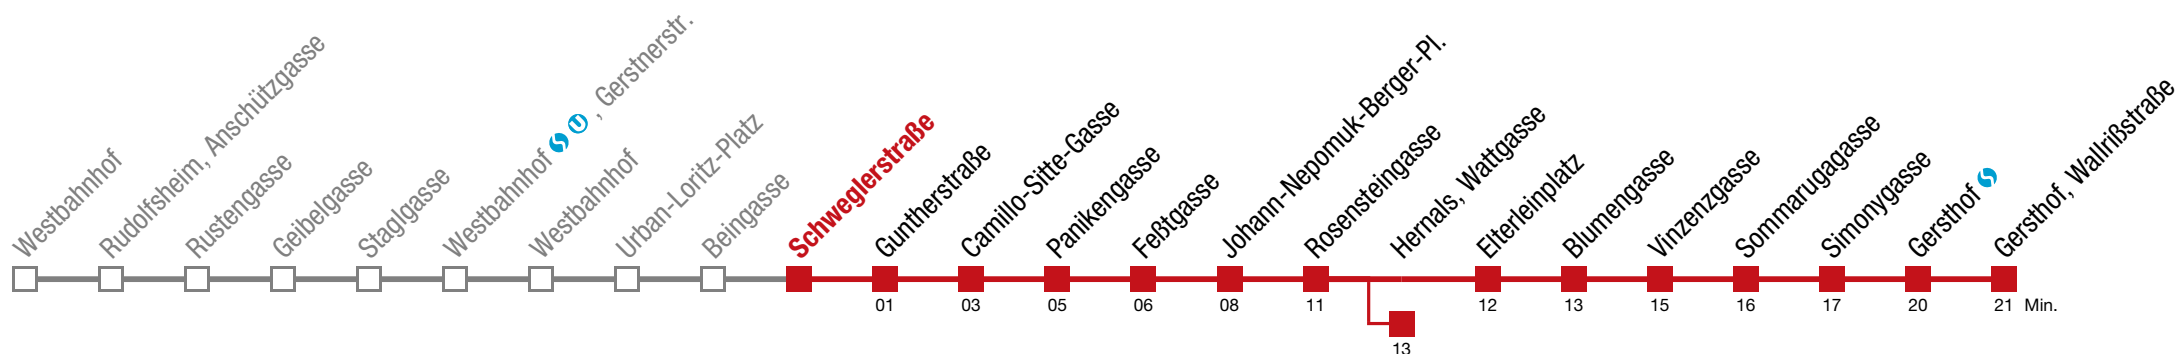 Westbahnhof
Rudolfsheim, Anschützgasse
Rustengasse
Geibelgasse
Staglgasse
Westbahnhof S U , Gerstnerstr.
Westbahnhof
Urban-Loritz-Platz
Beingasse
Schweglerstraße
Guntherstraße
Camillo-Sitte-Gasse
Panikengasse
Feßtgasse
Johann-Nepomuk-Berger-Pl.
Rosensteingasse
Hernals, Wattgasse
Elterleinplatz
Blumengasse
Vinzenzgasse
Sommarugagasse
Simonygasse
Gersthof S
Gersthof, Wallrißstraße
01 03 05 06 08 11 12 13 15 16 17 20 21 Min.
13